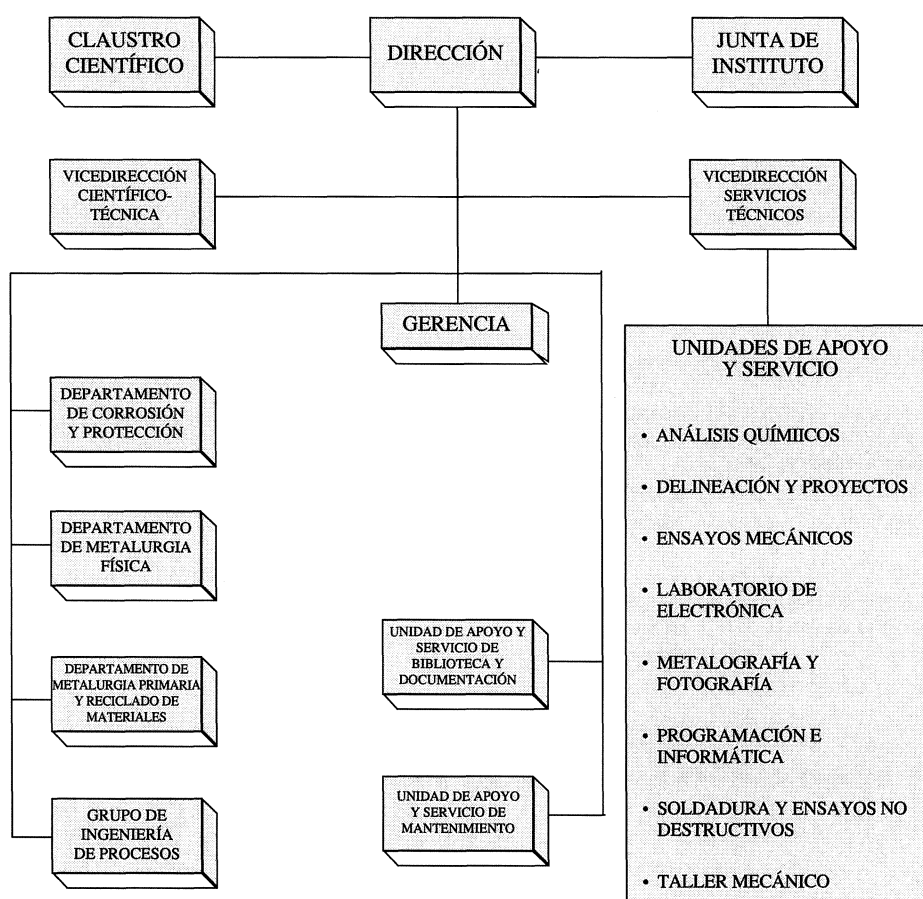 CLAUSTRO
CIENTÍFICO
DIRECCIÓN
JUNTA DE
INSTITUTO
VICEDIRECCIÓN
CIENTÍFICO-
TÉCNICA
VICEDIRECCIÓN
SERVICIOS
TÉCNICOS
GERENCIA
DEPARTAMENTO
DE CORROSIÓN
Y PROTECCIÓN
DEPARTAMENTO
DE METALURGIA
FÍSICA
DEPARTAMENTO DE
METALURGIA PRIMARIA
Y RECICLADO DE
MATERIALES
GRUPO DE
INGENIERÍA
DE PROCESOS
UNIDAD DE APOYO Y
SERVICIO DE
BIBLIOTECA Y
DOCUMENTACIÓN
UNIDAD DE APOYO
Y SERVICIO DE
MANTENIMIENTO
UNIDADES DE APOYO
Y SERVICIO
• ANÁLISIS QUÍMIICOS
• DELINEACIÓN Y PROYECTOS
• ENSAYOS MECÁNICOS
• LABORATORIO DE
ELECTRÓNICA
• METALOGRAFÍA Y
FOTOGRAFÍA
• PROGRAMACIÓN E
INFORMÁTICA
• SOLDADURA Y ENSAYOS NO
DESTRUCTIVOS
• TALLER MECÁNICO